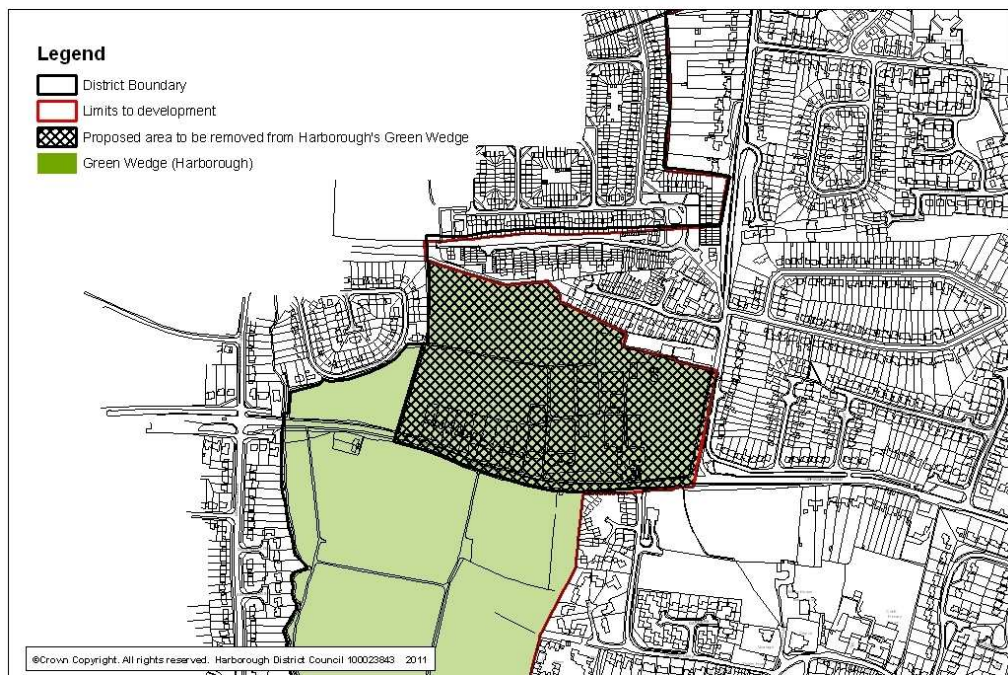 Legend
District Boundary
Limits to development
Proposed area to be removed from Harborough's Green Wedge
Green Wedge (Harborough)
©Crown Copyright. All rights reserved. Harborough District Council 100023843 2011